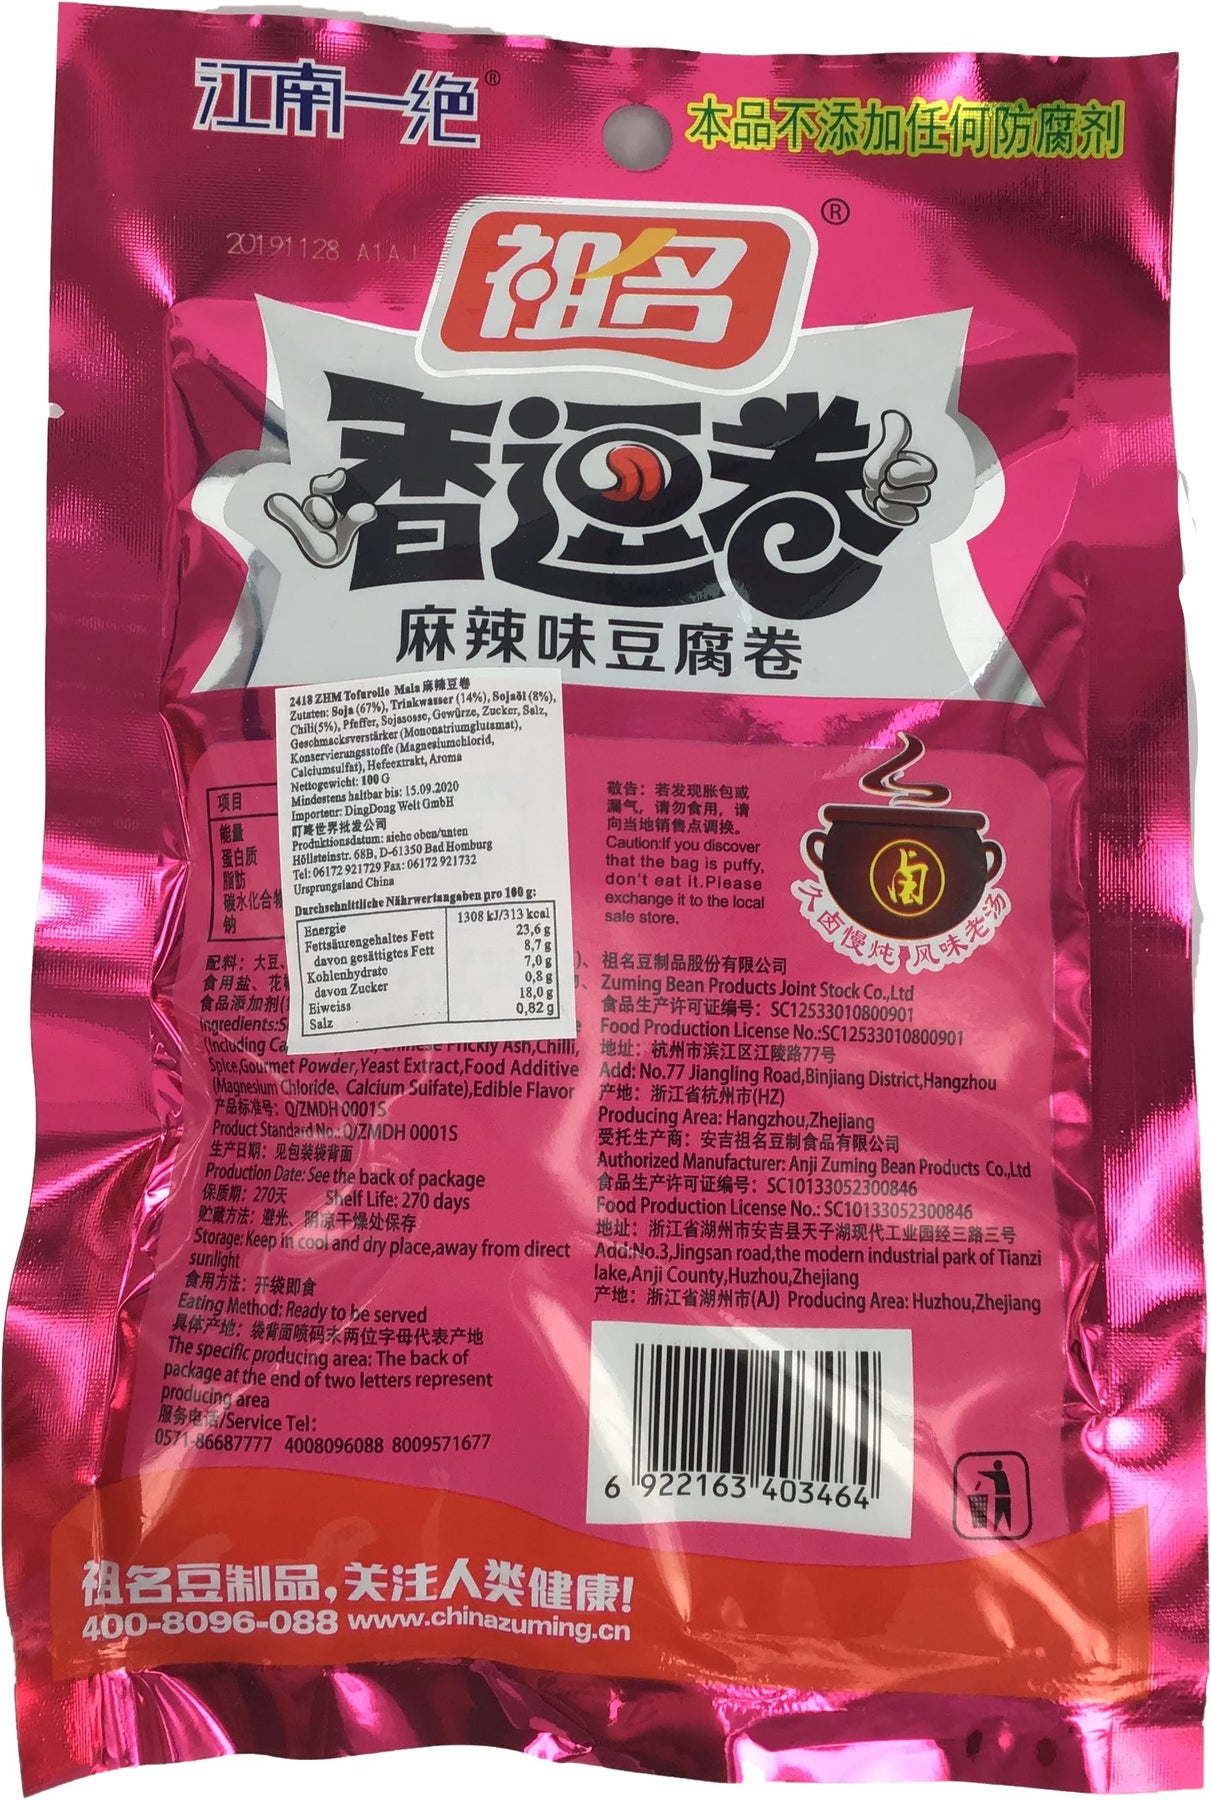 江南一绝®
本品不添加任何防腐剂
20191128 A1AJ
祖名®
香逗卷
麻辣味豆腐卷
2418 ZHM Tofurolle Mala 麻辣豆卷
Zutaten: Soja (67%), Trinkwasser (14%), Sojaöl (8%),
Chili(5%), Pfeffer, Sojasosse, Gewürze, Zucker, Salz,
Geschmacksverstärker (Mononatriumglutamat),
Konservierungsstoffe (Magnesiumchlorid,
Calciumsulfat), Hefeextrakt, Aroma
Nettogewicht: 100 G
Mindestens haltbar bis: 15.09.2020
Importeur: DingDong Welt GmbH
叮咚世界批发公司
Produktionsdatum: siehe oben/unten
Höllsteinstr. 68B, D-61350 Bad Homburg
Tel: 06172 921729 Fax: 06172 921732
Ursprungsland China
Durchschnittliche Nährwertangaben pro 100 g:
Energie 1308 kJ/313 kcal
Fettsäurengehaltes Fett 23,6 g
davon gesättigtes Fett 8,7 g
Kohlenhydrate 7,0 g
davon Zucker 0,8 g
Eiweiss 18,0 g
Salz 0,82 g
项目
能量
蛋白质
脂肪
碳水化合物
钠
配料：大豆、
食用盐、花
食品添加剂(
Ingredients:S
(Including Ca Prickly Ash,Chilli,
Spice,Gourmet Powder,Yeast Extract,Food Additive
(Magnesium Chloride, Calcium Suifate),Edible Flavor
产品标准号：Q/ZMDH 0001S
Product Standard No.: Q/ZMDH 0001S
生产日期：见包装袋背面
Production Date: See the back of package
保质期：270天 Shelf Life: 270 days
贮藏方法：避光、阴凉干燥处保存
Storage: Keep in cool and dry place,away from direct
sunlight
食用方法：开袋即食
Eating Method: Ready to be served
具体产地：袋背面喷码末两位字母代表产地
The specific producing area: The back of
package at the end of two letters represent
producing area
服务电话/Service Tel：
0571-86687777 4008096088 8009571677
敬告：若发现胀包或
漏气，请勿食用，请
向当地销售点调换。
Caution:If you discover
that the bag is puffy,
don't eat it.Please
exchange it to the local
sale store.
卤
久卤慢炖 风味老汤
祖名豆制品股份有限公司
Zuming Bean Products Joint Stock Co.,Ltd
食品生产许可证编号：SC12533010800901
Food Production License No.:SC12533010800901
地址：杭州市滨江区江陵路77号
Add: No.77 Jiangling Road,Binjiang District,Hangzhou
产地：浙江省杭州市(HZ)
Producing Area: Hangzhou,Zhejiang
受托生产商：安吉祖名豆制食品有限公司
Authorized Manufacturer: Anji Zuming Bean Products Co.,Ltd
食品生产许可证编号：SC10133052300846
Food Production License No.: SC10133052300846
地址：浙江省湖州市安吉县天子湖现代工业园经三路三号
Add:No.3,Jingsan road,the modern industrial park of Tianzi
lake,Anji County,Huzhou,Zhejiang
产地：浙江省湖州市(AJ) Producing Area: Huzhou,Zhejiang
6 922163 403464
祖名豆制品，关注人类健康！
400-8096-088 www.chinazuming.cn